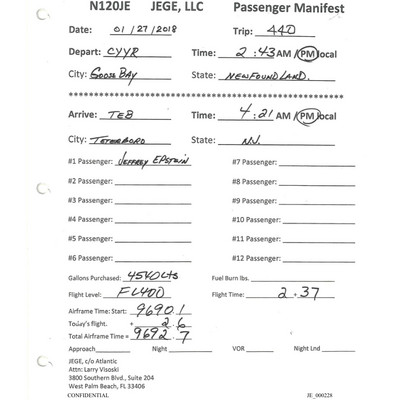 N120JE JEGE, LLC Passenger Manifest
Date: 01/27/2018 Trip: 440
Depart: CYYR Time: 2:43 AM / PM local
City: Goose Bay State: NEWFOUNDLAND.
Arrive: TEB Time: 4:21 AM / PM local
City: TETERBORO State: NJ.
#1 Passenger: JEFFREY EPSTEIN #7 Passenger:
#2 Passenger: #8 Passenger:
#3 Passenger: #9 Passenger:
#4 Passenger: #10 Passenger:
#5 Passenger: #11 Passenger:
#6 Passenger: #12 Passenger:
Gallons Purchased: 4540Lts Fuel Burn lbs.
Flight Level: FL400 Flight Time: 2+37
Airframe Time: Start: 9690.1
Today's flight. + 2.6
Total Airframe Time = 9692.7
Approach Night VOR Night Lnd
JEGE, c/o Atlantic
Attn: Larry Visoski
3800 Southern Blvd., Suite 204
West Palm Beach, FL 33406
CONFIDENTIAL JE_000228